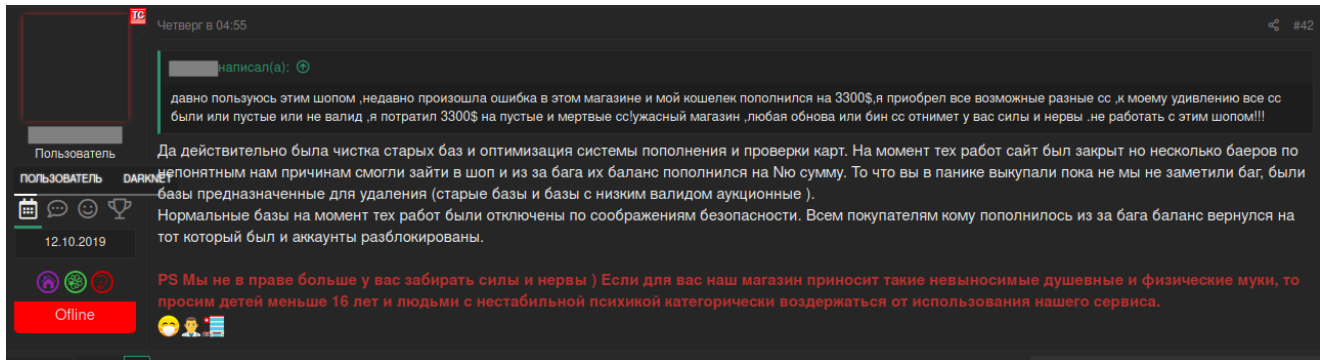 TC
Четверг в 04:55
#42
написал(а):
давно пользуюсь этим шопом ,недавно произошла ошибка в этом магазине и мой кошелек пополнился на 3300$,я приобрел все возможные разные сс ,к моему удивлению все сс
были или пустые или не валид ,я потратил 3300$ на пустые и мертвые сс!ужасный магазин ,любая обнова или бин сс отнимет у вас силы и нервы .не работать с этим шопом!!!
Пользователь
ПОЛЬЗОВАТЕЛЬ DARKNET
12.10.2019
Ofline
Да действительно была чистка старых баз и оптимизация системы пополнения и проверки карт. На момент тех работ сайт был закрыт но несколько баеров по
непонятным нам причинам смогли зайти в шоп и из за бага их баланс пополнился на Nю сумму. То что вы в панике выкупали пока не мы не заметили баг, были
базы предназначенные для удаления (старые базы и базы с низким валидом аукционные ).
Нормальные базы на момент тех работ были отключены по соображениям безопасности. Всем покупателям кому пополнилось из за бага баланс вернулся на
тот который был и аккаунты разблокированы.
PS Мы не в праве больше у вас забирать силы и нервы ) Если для вас наш магазин приносит такие невыносимые душевные и физические муки, то
просим детей меньше 16 лет и людьми с нестабильной психикой категорически воздержаться от использования нашего сервиса.